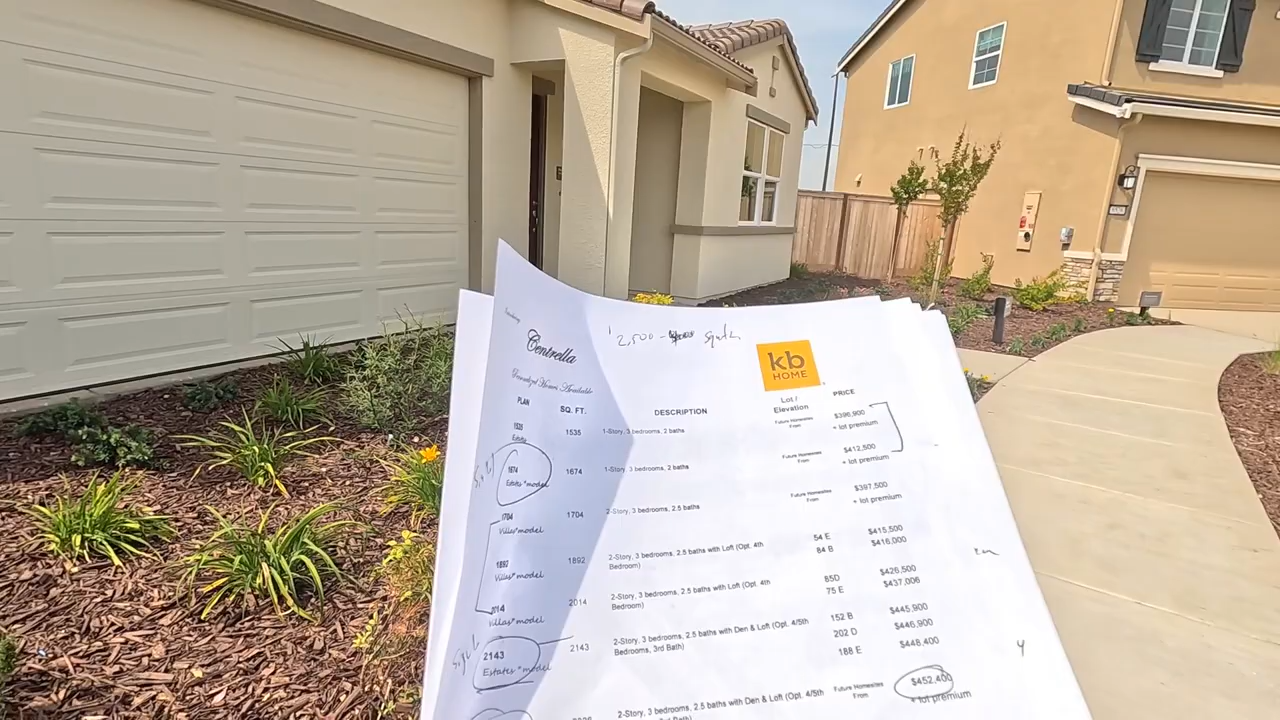 Centrella
kb
HOME
PLAN SQ. FT. DESCRIPTION Lot / Elevation PRICE
1535 Estates 1535 1-Story, 3 bedrooms, 2 baths Future Homesites From $396,900 + lot premium
1674 Estates*model 1674 1-Story, 3 bedrooms, 2 baths Future Homesites From $412,500 + lot premium
1704 Villas*model 1704 2-Story, 3 bedrooms, 2.5 baths Future Homesites From $397,500 + lot premium
1892 Villas*model 1892 2-Story, 3 bedrooms, 2.5 baths with Loft (Opt. 4th Bedroom) 54 E $415,500
84 B $416,000
2014 Villas*model 2014 2-Story, 3 bedrooms, 2.5 baths with Loft (Opt. 4th Bedroom) 85D $426,500
75 E $437,006
2143 Estates*model 2143 2-Story, 3 bedrooms, 2.5 baths with Den & Loft (Opt. 4/5th Bedrooms, 3rd Bath) 152 B $445,900
202 D $446,900
188 E $448,400
2-Story, 3 bedrooms, 2.5 baths with Den & Loft (Opt. 4/5th Future Homesites From $452,400 + lot premium